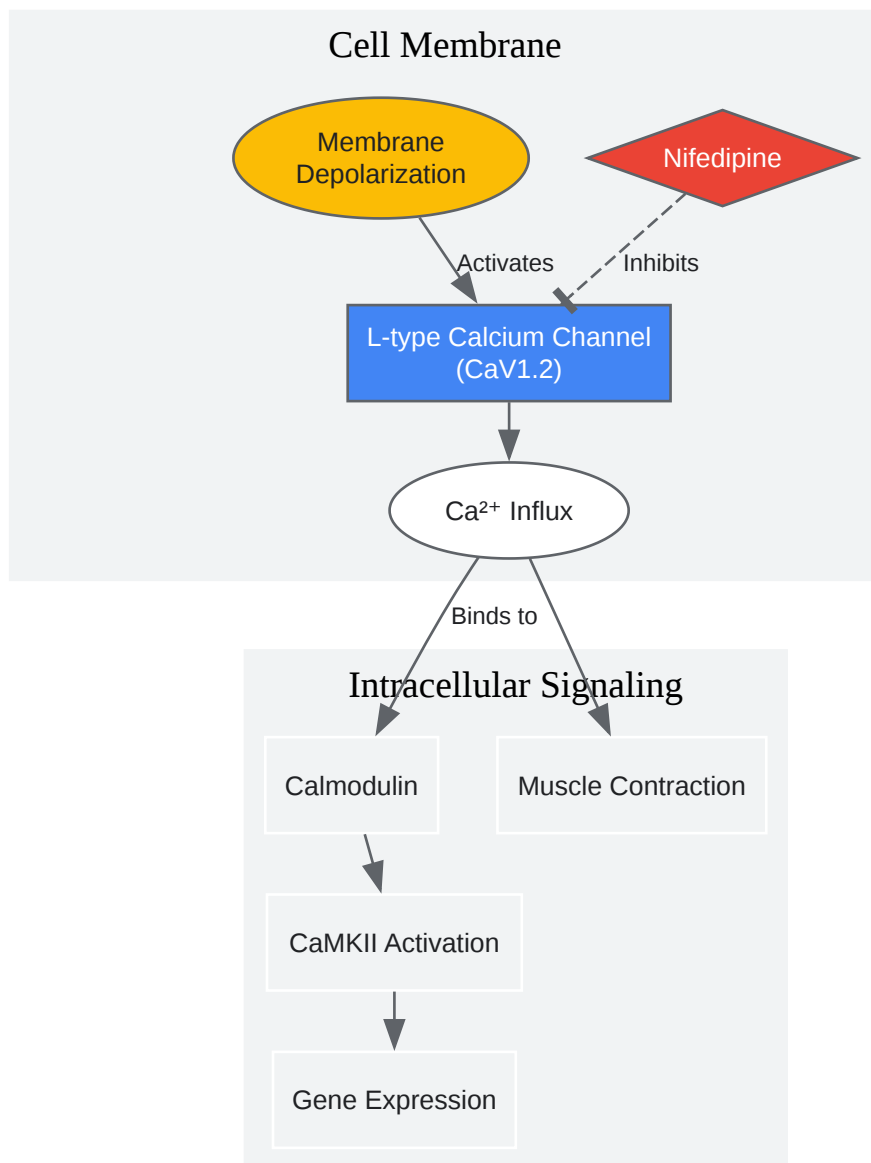 Cell Membrane
Membrane
Depolarization
Nifedipine
Activates
Inhibits
L-type Calcium Channel
(CaV1.2)
Ca²⁺ Influx
Binds to
Intracellular Signaling
Calmodulin
Muscle Contraction
CaMKII Activation
Gene Expression